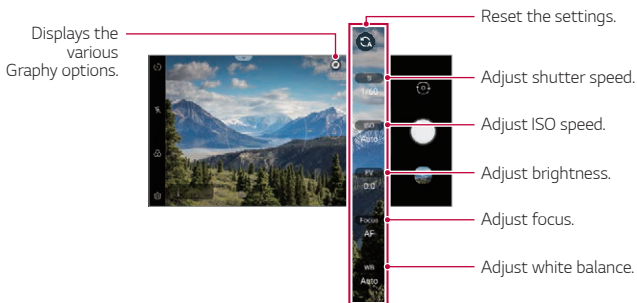 Displays the
various
Graphy options.
Reset the settings.
A
S
1/60
Adjust shutter speed.
ISO
Auto
Adjust ISO speed.
EV
0.0
Adjust brightness.
Focus
AF
Adjust focus.
WB
Auto
Adjust white balance.